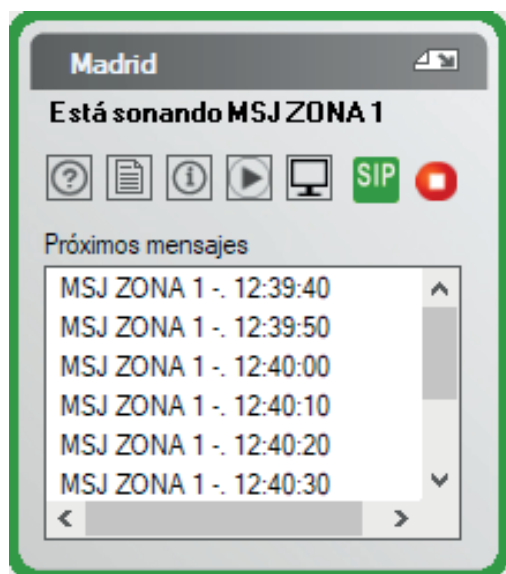 Madrid
Está sonando MSJ ZONA 1
SIP
Próximos mensajes
MSJ ZONA 1 -. 12:39:40
MSJ ZONA 1 -. 12:39:50
MSJ ZONA 1 -. 12:40:00
MSJ ZONA 1 -. 12:40:10
MSJ ZONA 1 -. 12:40:20
MSJ ZONA 1 -. 12:40:30